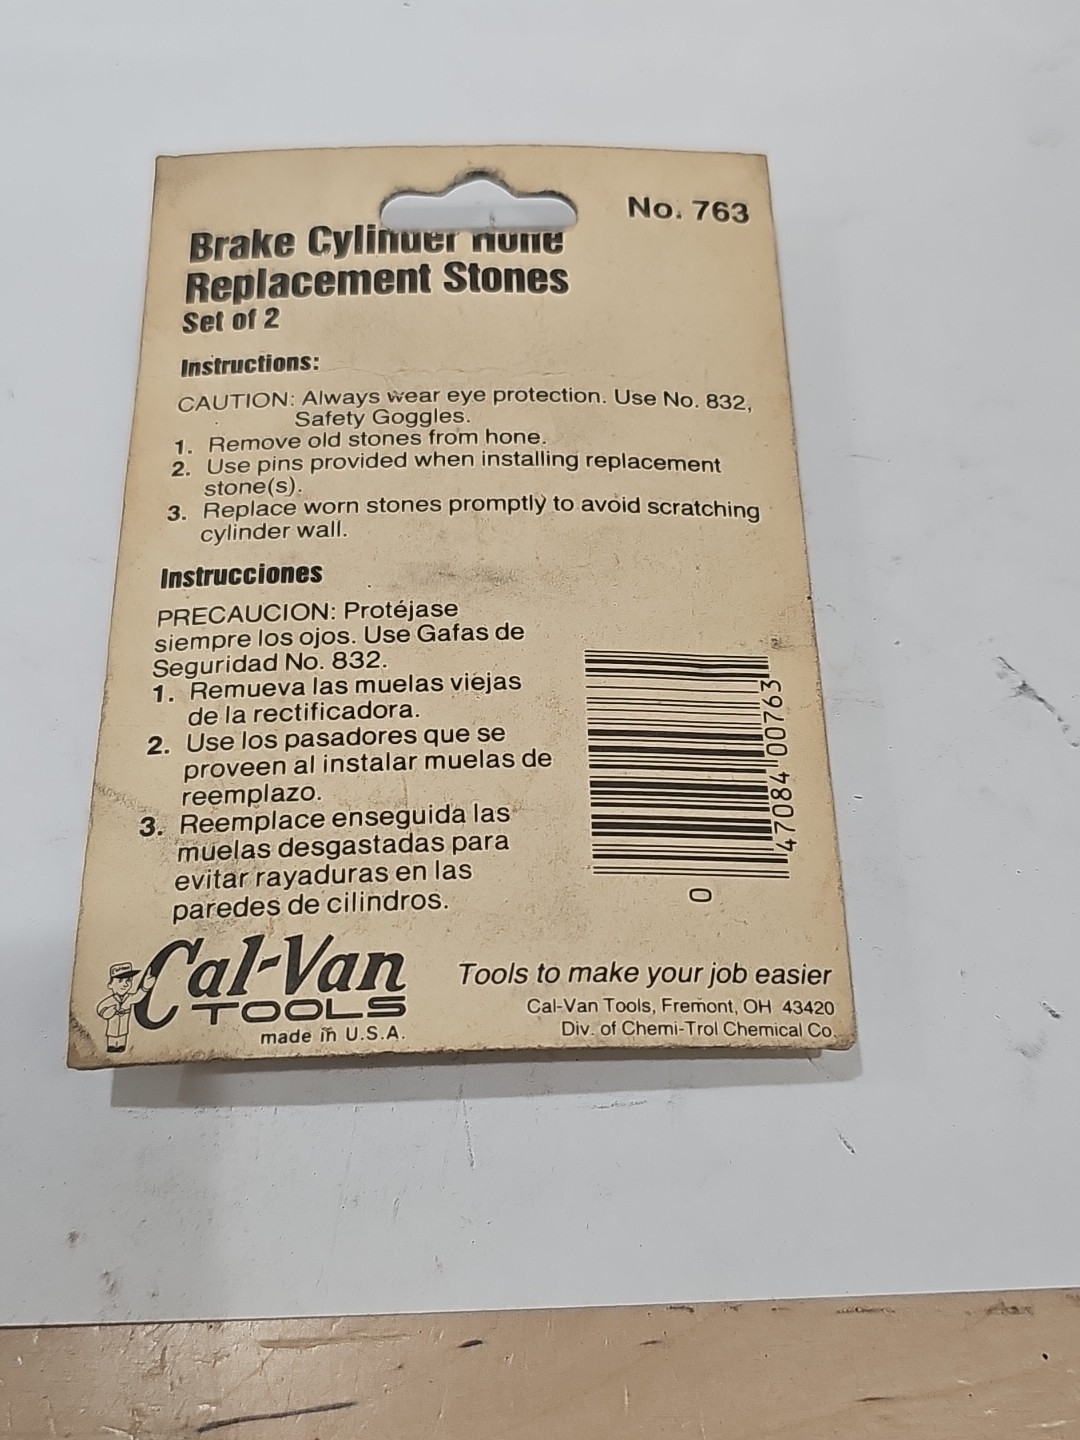 No. 763
Brake Cylinder Hone
Replacement Stones
Set of 2
Instructions:
CAUTION: Always wear eye protection. Use No. 832,
Safety Goggles.
1. Remove old stones from hone.
2. Use pins provided when installing replacement
stone(s).
3. Replace worn stones promptly to avoid scratching
cylinder wall.
Instrucciones
PRECAUCION: Protéjase
siempre los ojos. Use Gafas de
Seguridad No. 832.
1. Remueva las muelas viejas
de la rectificadora.
2. Use los pasadores que se
proveen al instalar muelas de
reemplazo.
3. Reemplace enseguida las
muelas desgastadas para
evitar rayaduras en las
paredes de cilindros.
0 47084 00763
Cal-Van
TOOLS
made in U.S.A.
Tools to make your job easier
Cal-Van Tools, Fremont, OH 43420
Div. of Chemi-Trol Chemical Co.